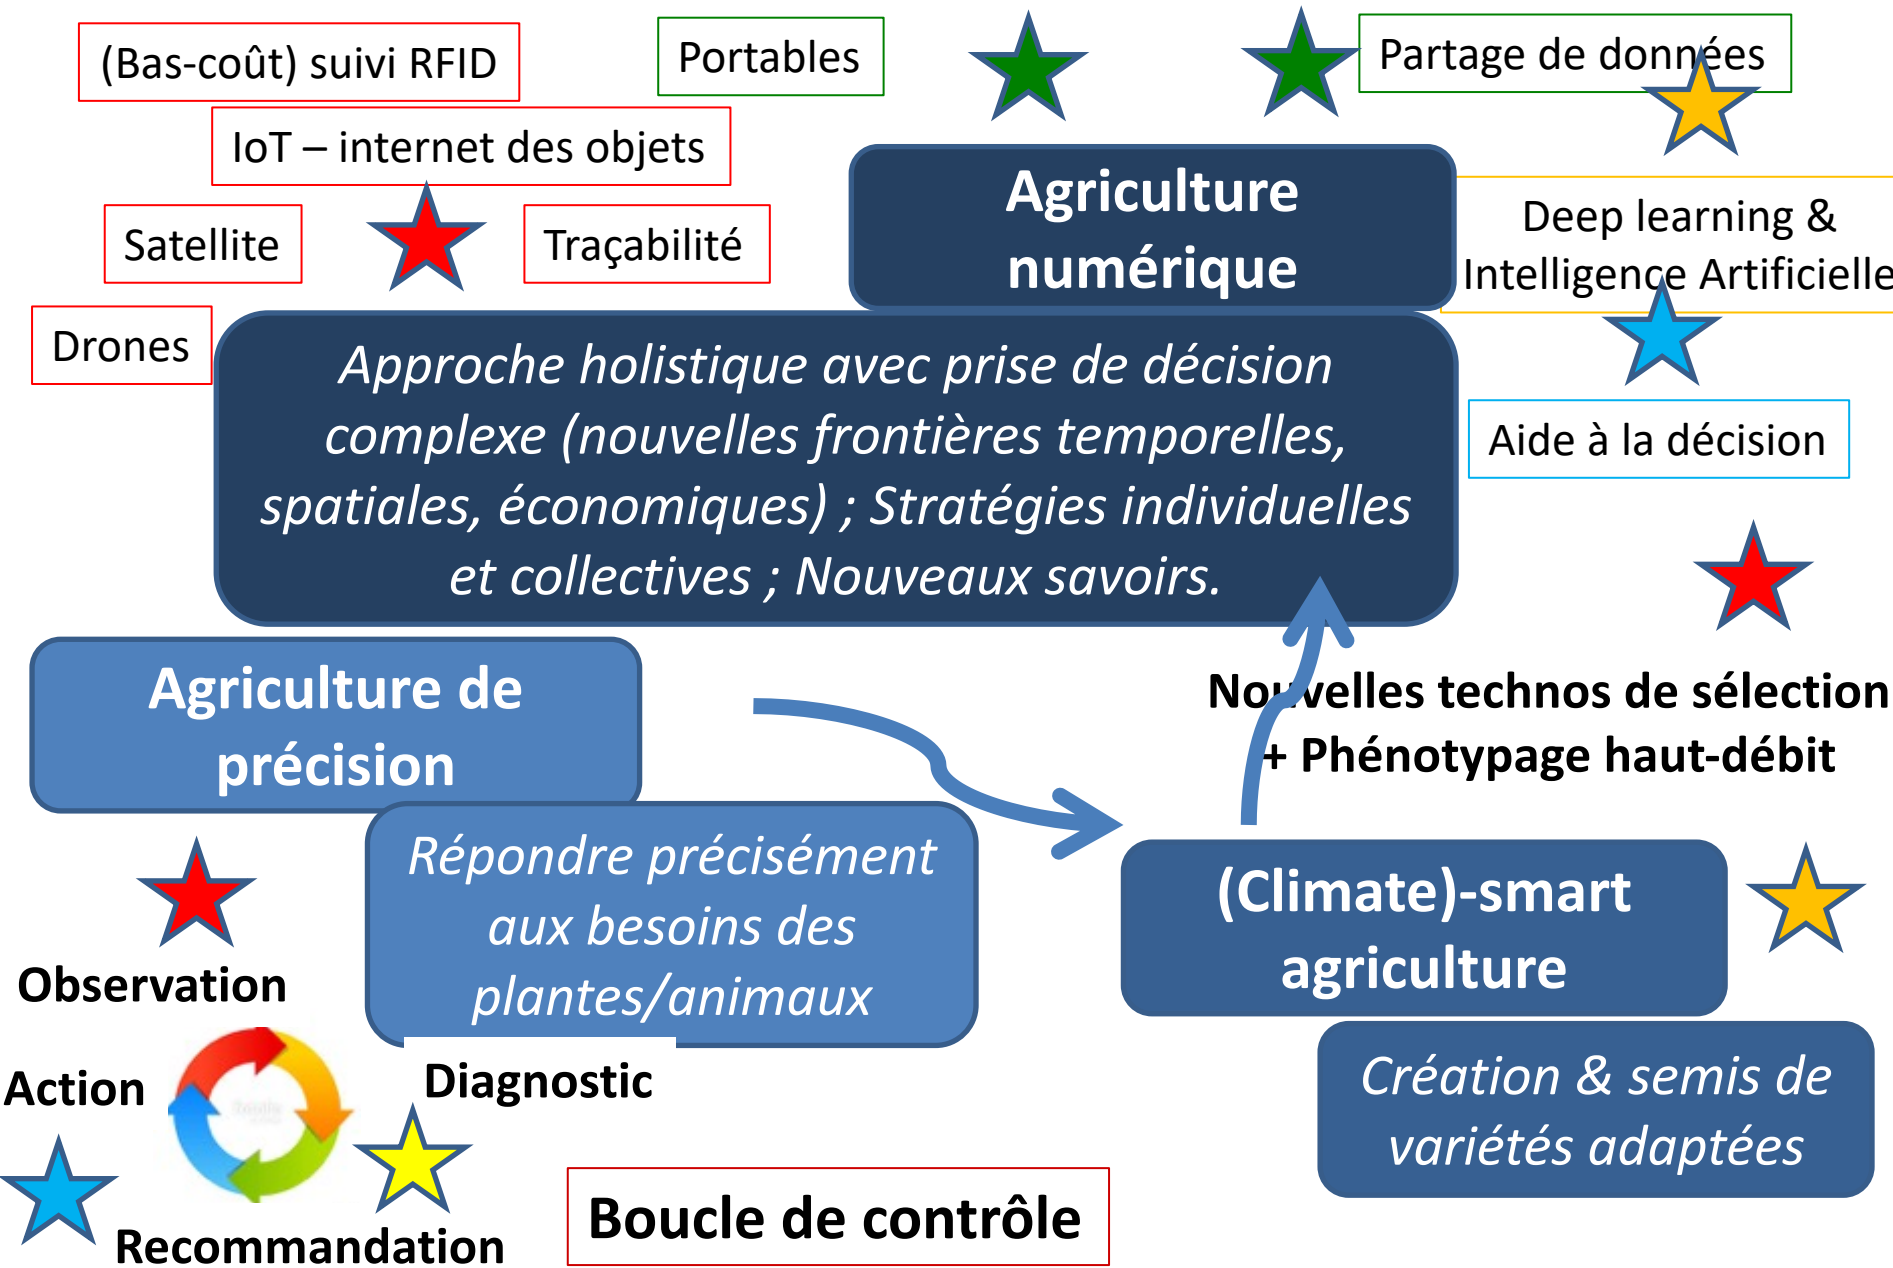 (Bas-coût) suivi RFID
Portables
Partage de données
IoT – internet des objets
Satellite
Traçabilité
Drones
Agriculture
numérique
Deep learning &
Intelligence Artificielle
Approche holistique avec prise de décision
complexe (nouvelles frontières temporelles,
spatiales, économiques) ; Stratégies individuelles
et collectives ; Nouveaux savoirs.
Aide à la décision
Nouvelles technos de sélection
+ Phénotypage haut-débit
Agriculture de
précision
Répondre précisément
aux besoins des
plantes/animaux
(Climate)-smart
agriculture
Création & semis de
variétés adaptées
Observation
Action
Diagnostic
Recommandation
Boucle de contrôle